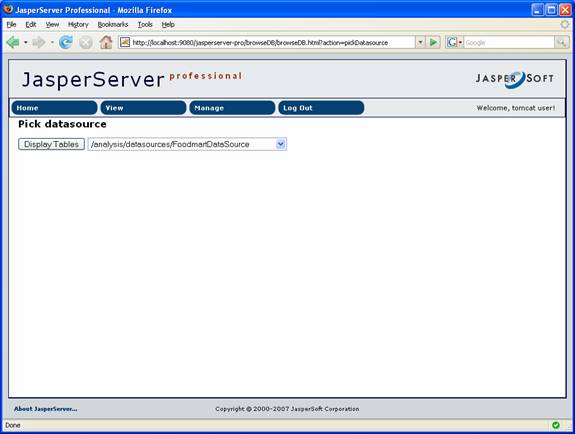 JasperServer Professional - Mozilla Firefox
File Edit View History Bookmarks Tools Help
http://localhost:9080/jasperserver-pro/browseDB/browseDB.html?action=pickDatasource
G Google
JasperServer professional
JASPERSOFT
Home View Manage Log Out Welcome, tomcat user!
Pick datasource
Display Tables /analysis/datasources/FoodmartDataSource
About JasperServer... Copyright © 2000-2007 JasperSoft Corporation
Done